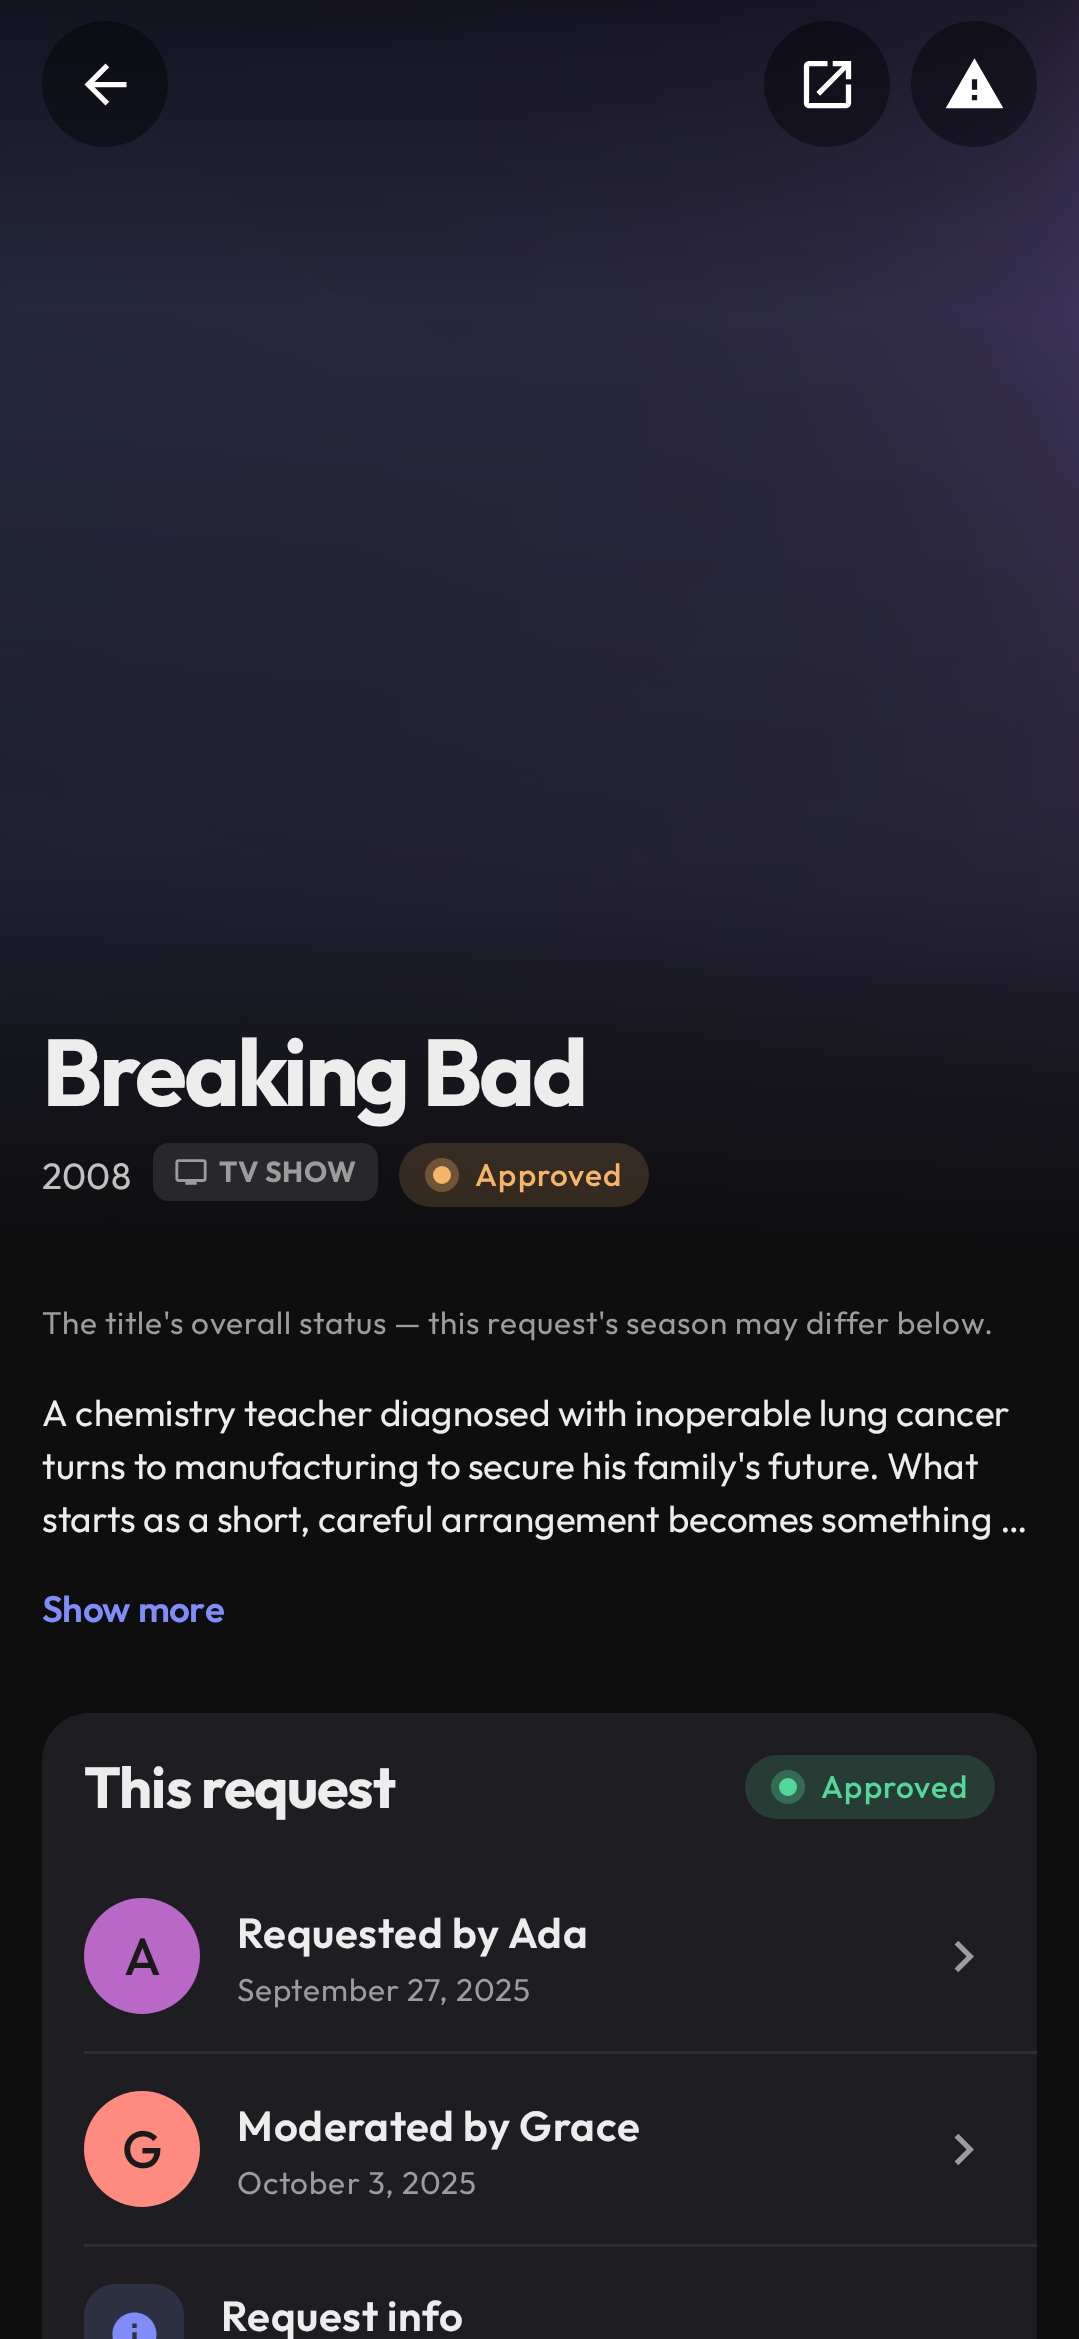 Breaking Bad
2008
TV SHOW
Approved
The title's overall status — this request's season may differ below.
A chemistry teacher diagnosed with inoperable lung cancer
turns to manufacturing to secure his family's future. What
starts as a short, careful arrangement becomes something ...
Show more
This request
Approved
A
Requested by Ada
September 27, 2025
G
Moderated by Grace
October 3, 2025
Request info